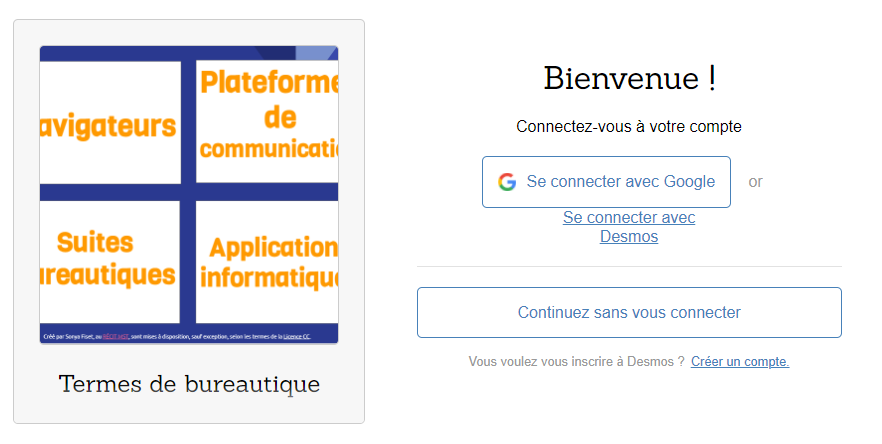 avigateurs
Plateforme
de
communicatio
Suites
ureautiques
Application
informatique
Créé par Sonya Fiset, au RÉCIT MST, sont mises à disposition, sauf exception, selon les termes de la Licence CC.
Termes de bureautique
Bienvenue !
Connectez-vous à votre compte
Se connecter avec Google
or
Se connecter avec
Desmos
Continuez sans vous connecter
Vous voulez vous inscrire à Desmos ? Créer un compte.